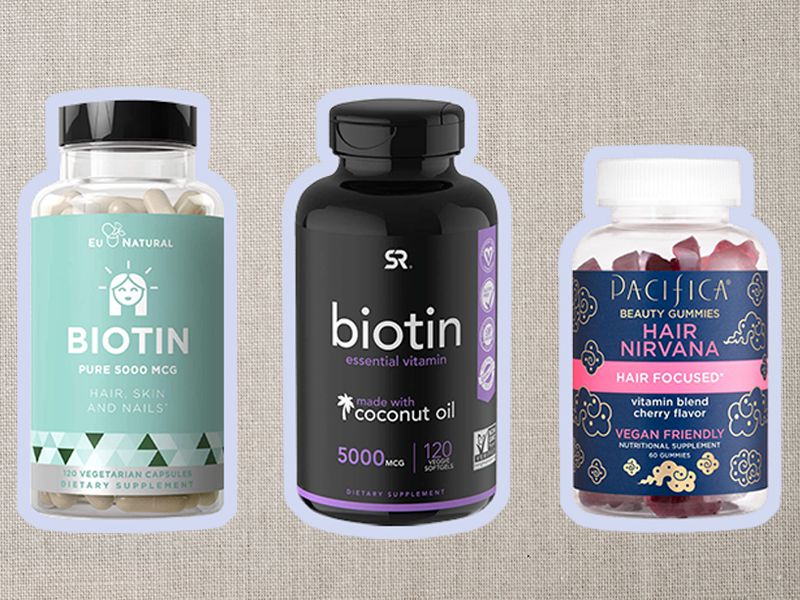 EU NATURAL
BIOTIN
PURE 5000 MCG
HAIR, SKIN
AND NAILS*
120 VEGETARIAN CAPSULES
DIETARY SUPPLEMENT
SR.
biotin
essential vitamin
made with
coconut oil
5000 MCG
120
VEGGIE
SOFTGELS
DIETARY SUPPLEMENT
PACIFICA®
BEAUTY GUMMIES
HAIR
NIRVANA
HAIR FOCUSED*
vitamin blend
cherry flavor
VEGAN FRIENDLY
NUTRITIONAL SUPPLEMENT
60 GUMMIES